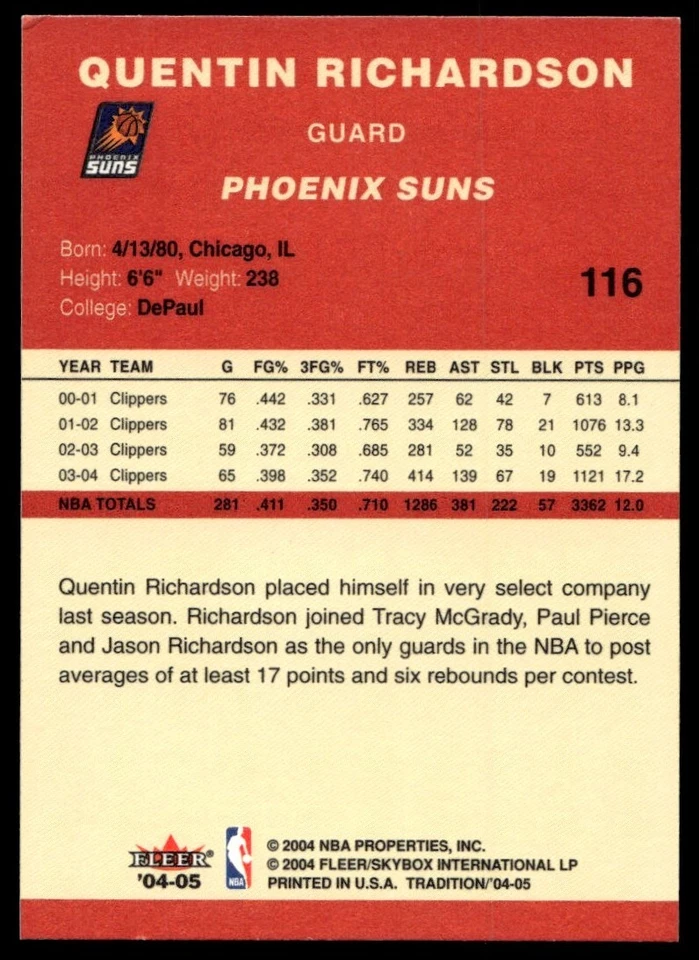 QUENTIN RICHARDSON
GUARD
PHOENIX SUNS
PHOENIX
SUNS
Born: 4/13/80, Chicago, IL
Height: 6'6" Weight: 238
College: DePaul
116
YEAR TEAM G FG% 3FG% FT% REB AST STL BLK PTS PPG
00-01 Clippers 76 .442 .331 .627 257 62 42 7 613 8.1
01-02 Clippers 81 .432 .381 .765 334 128 78 21 1076 13.3
02-03 Clippers 59 .372 .308 .685 281 52 35 10 552 9.4
03-04 Clippers 65 .398 .352 .740 414 139 67 19 1121 17.2
NBA TOTALS 281 .411 .350 .710 1286 381 222 57 3362 12.0
Quentin Richardson placed himself in very select company
last season. Richardson joined Tracy McGrady, Paul Pierce
and Jason Richardson as the only guards in the NBA to post
averages of at least 17 points and six rebounds per contest.
FLEER®
'04-05
NBA
© 2004 NBA PROPERTIES, INC.
© 2004 FLEER/SKYBOX INTERNATIONAL LP
PRINTED IN U.S.A. TRADITION/'04-05